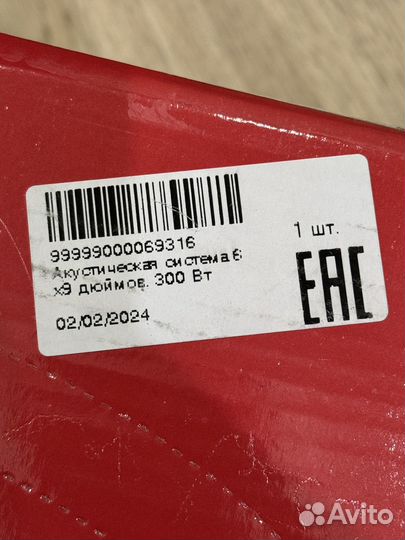 99999000069316
Акустическая система 6
x9 дюймов. 300 Вт
02/02/2024
1 шт.
EAC
Avito